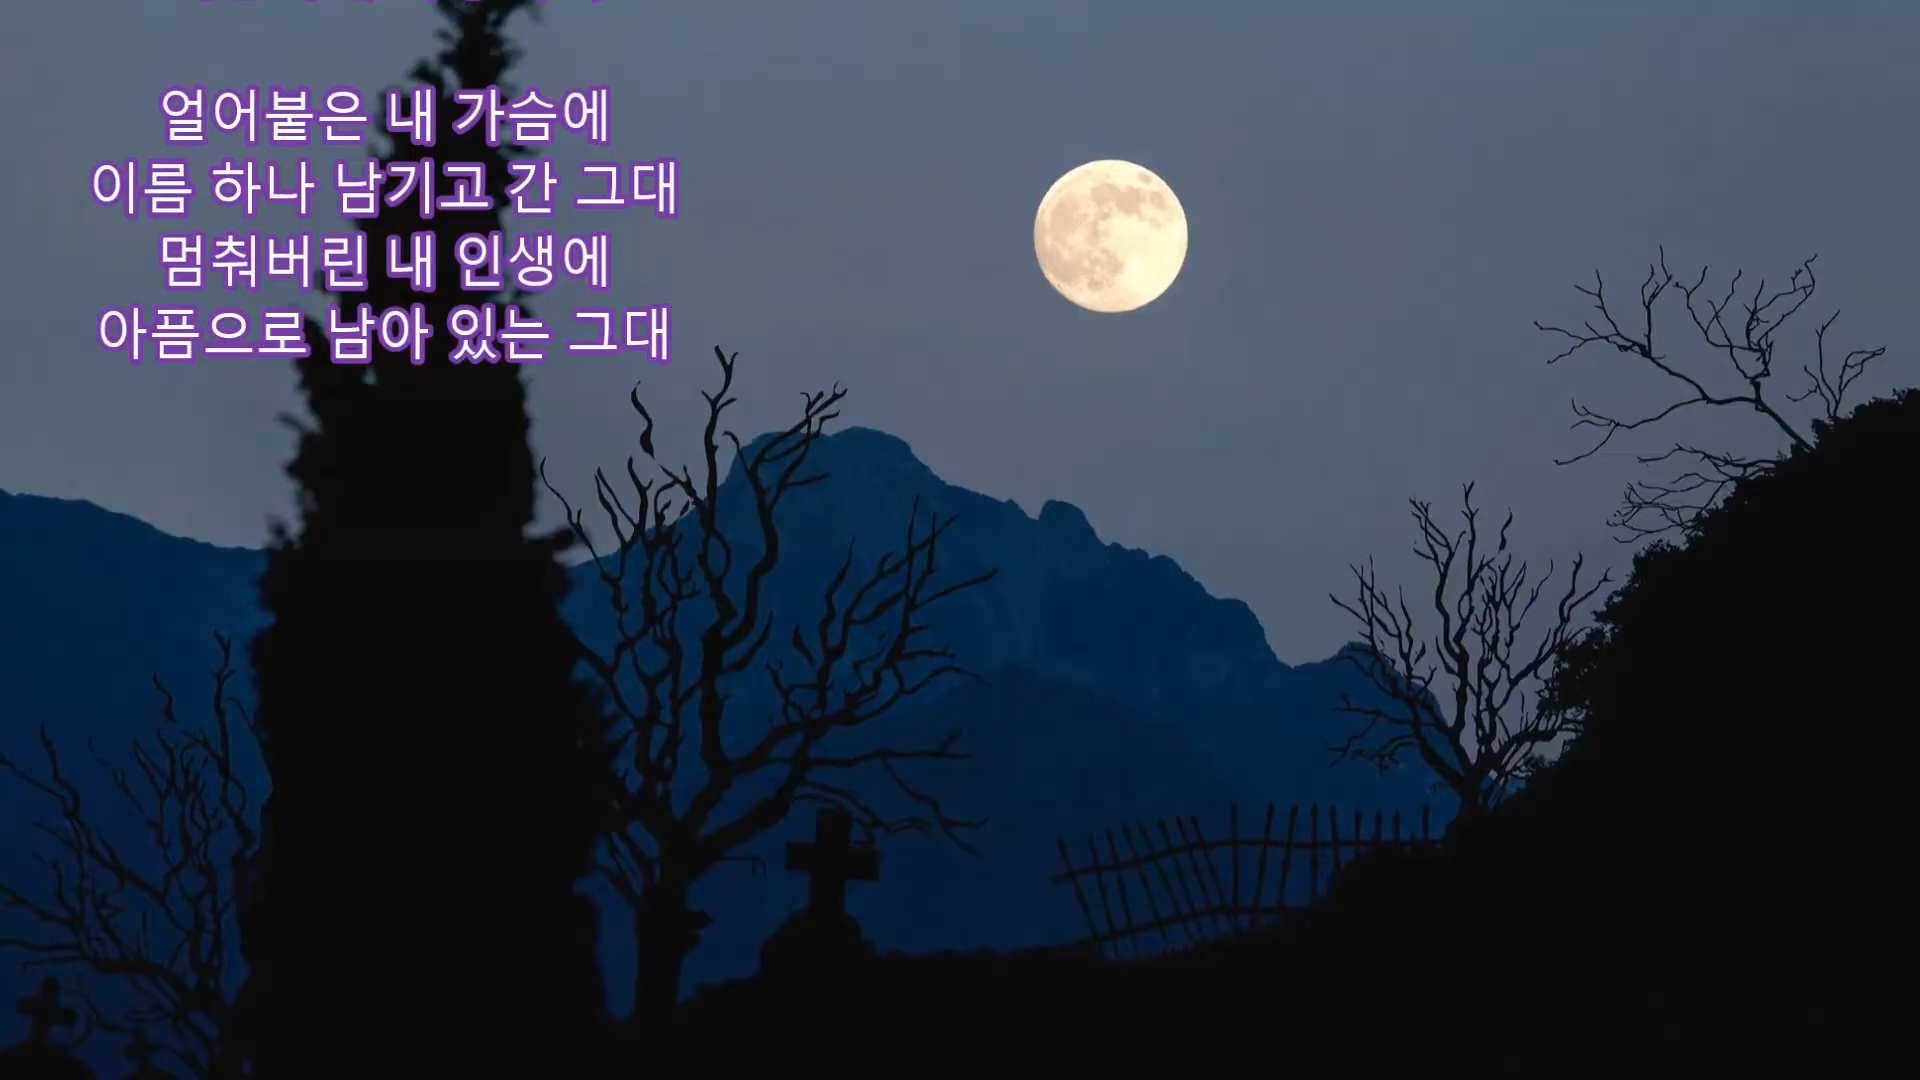 얼어붙은 내 가슴에
이름 하나 남기고 간 그대
멈춰버린 내 인생에
아픔으로 남아 있는 그대